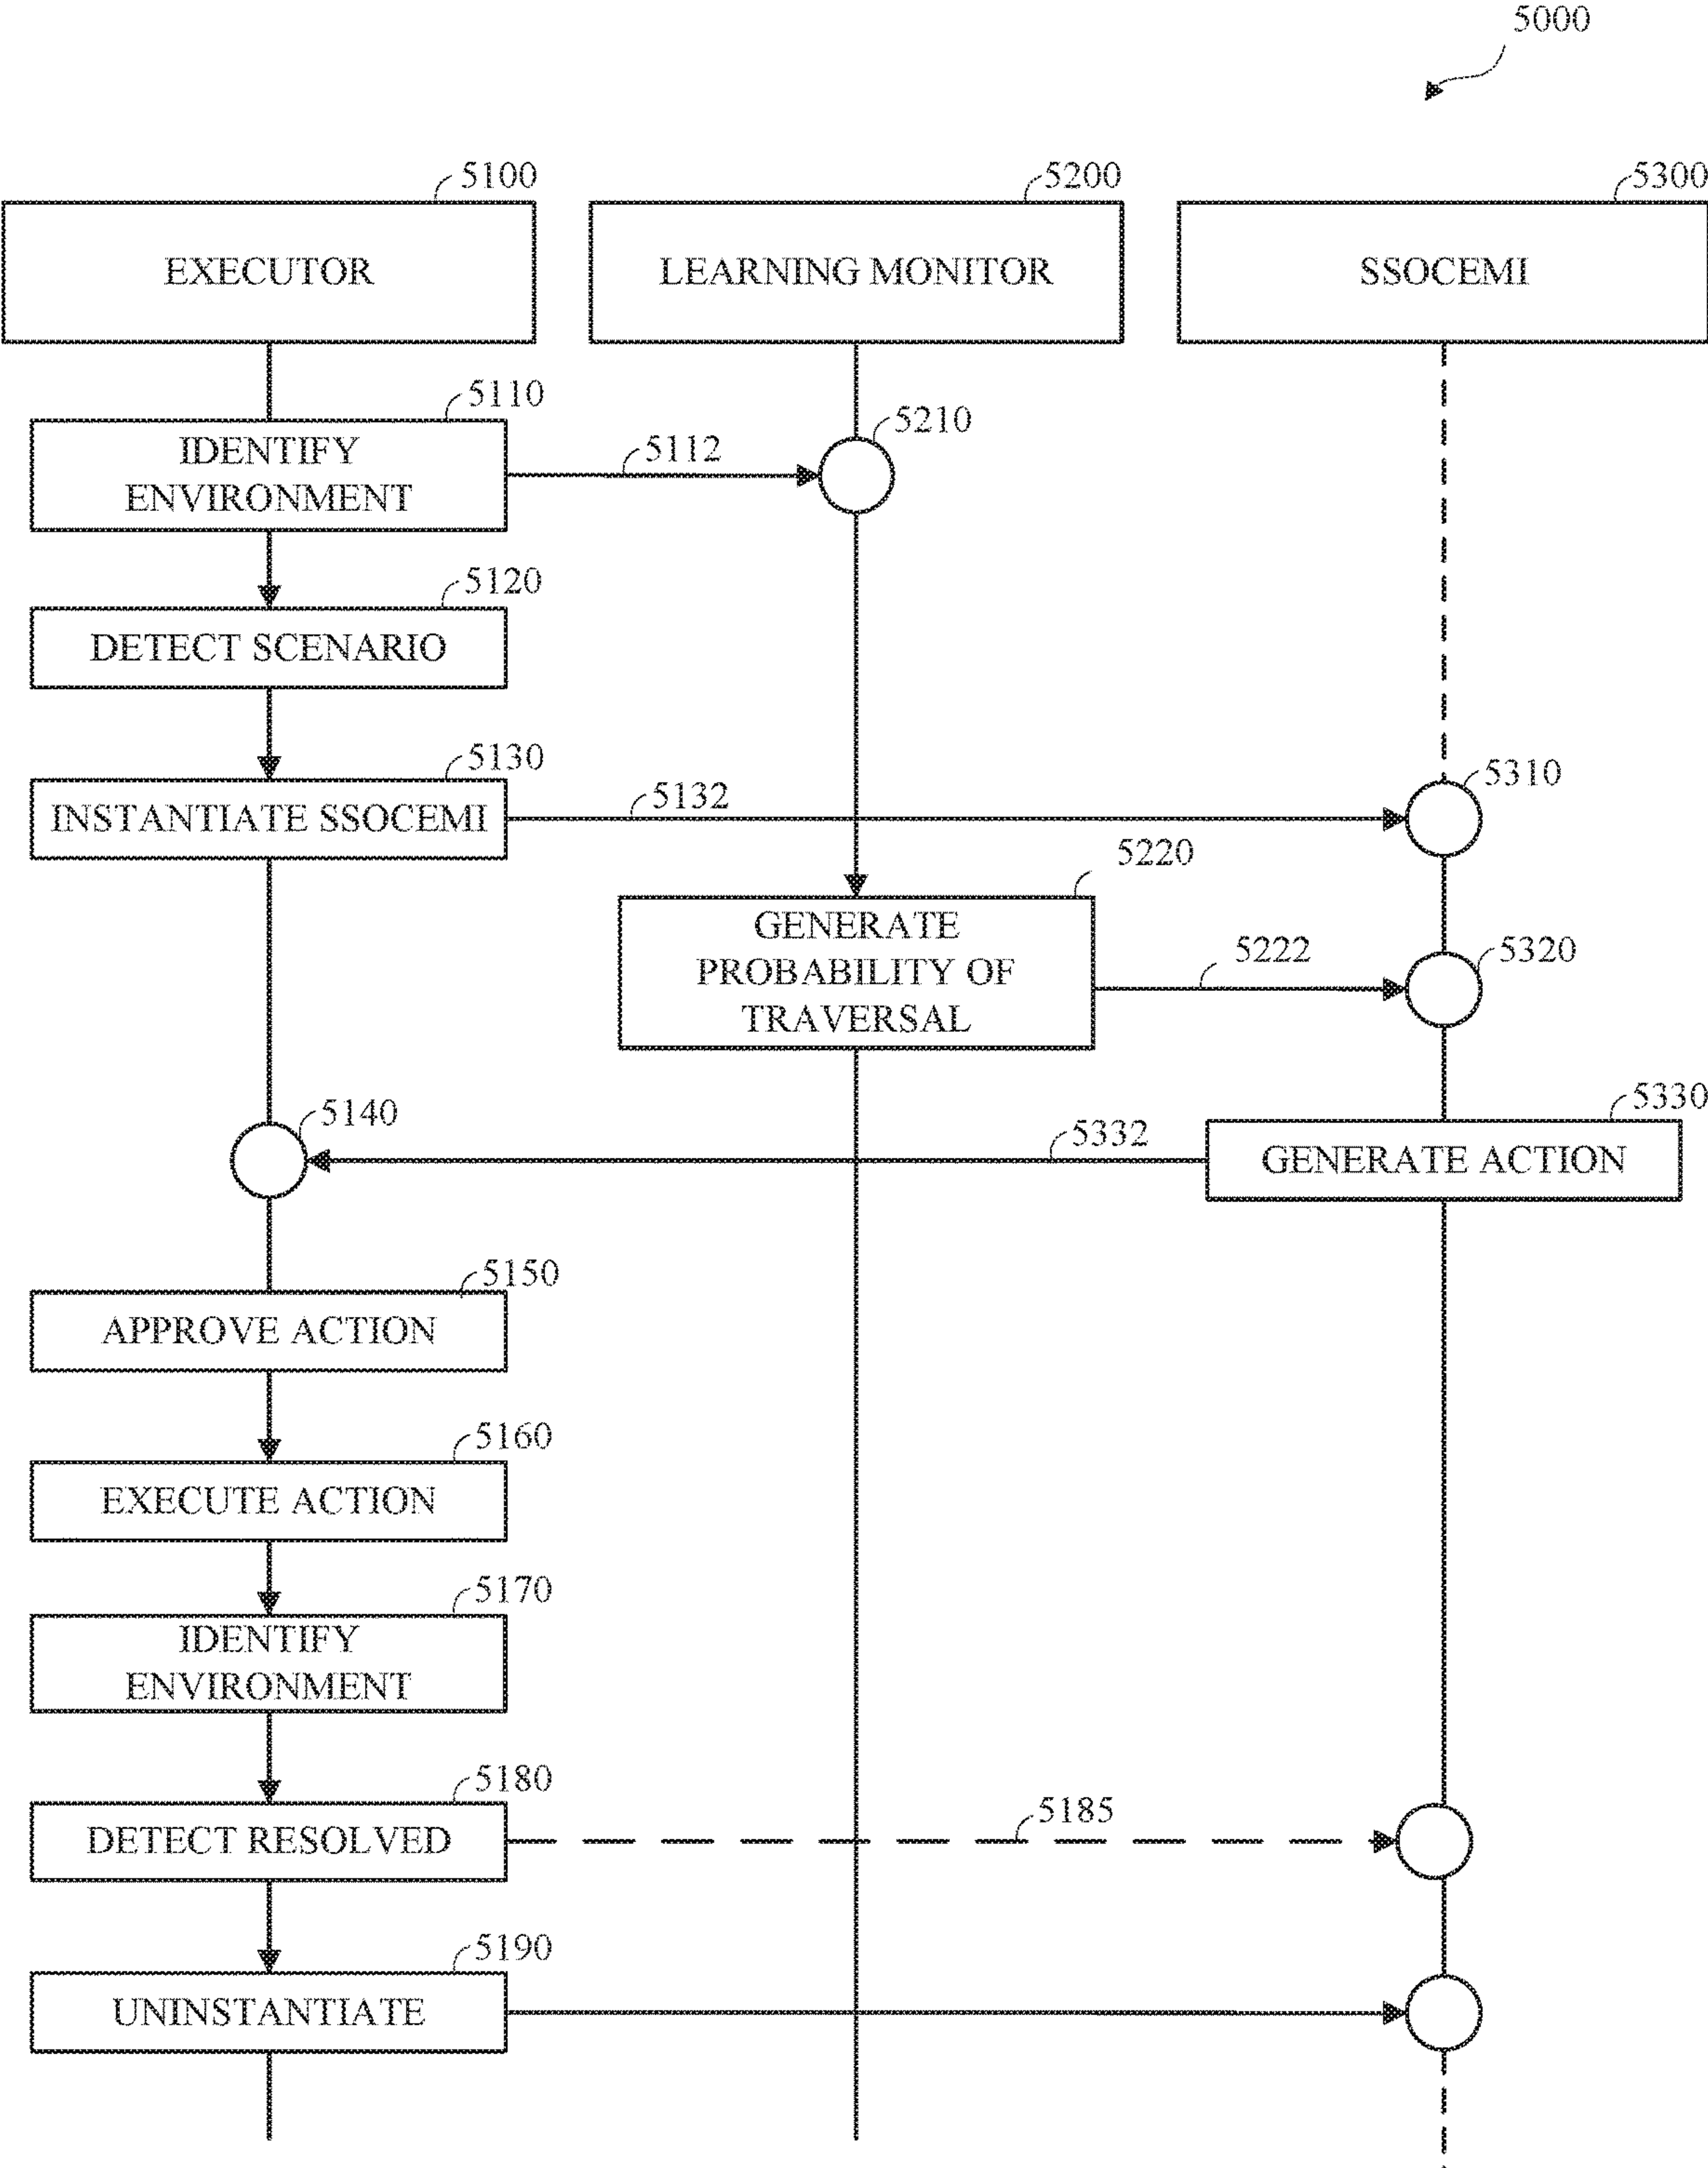 5000
5100
5200
5300
EXECUTOR
LEARNING MONITOR
SSOCEMI
5110
5210
IDENTIFY
ENVIRONMENT
5112
5120
DETECT SCENARIO
5130
5310
INSTANTIATE SSOCEMI
5132
5220
GENERATE
PROBABILITY OF
TRAVERSAL
5222
5320
5140
5332
5330
GENERATE ACTION
5150
APPROVE ACTION
5160
EXECUTE ACTION
5170
IDENTIFY
ENVIRONMENT
5180
DETECT RESOLVED
5185
5190
UNINSTANTIATE